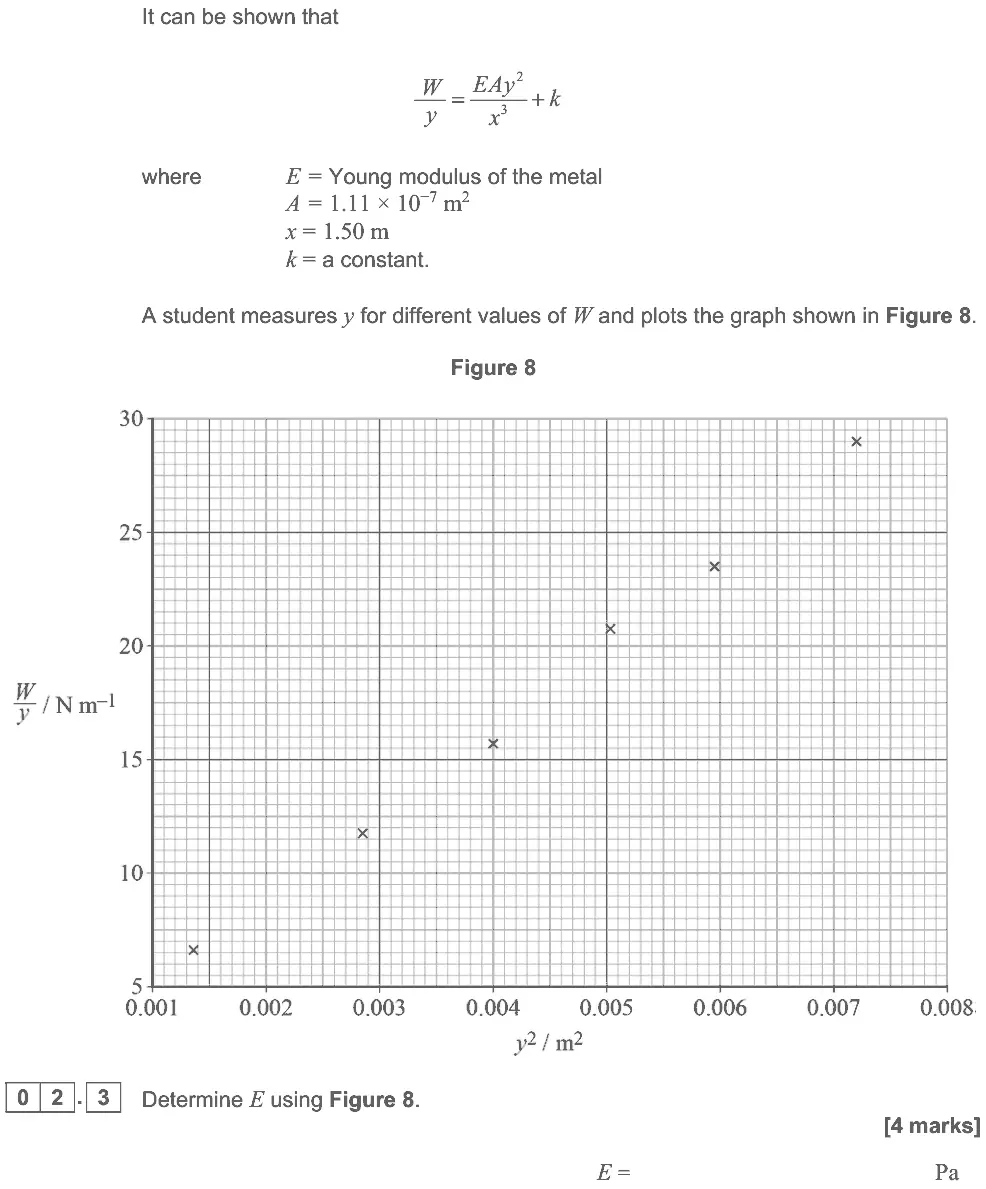 It can be shown that
W/y = EAy²/x³ + k
where E = Young modulus of the metal
A = 1.11 × 10⁻⁷ m²
x = 1.50 m
k = a constant.
A student measures y for different values of W and plots the graph shown in Figure 8.
Figure 8
30
25
20
W/y / N m⁻¹
15
10
5
0.001 0.002 0.003 0.004 0.005 0.006 0.007 0.008
y² / m²
0 2 . 3 Determine E using Figure 8.
[4 marks]
E = Pa